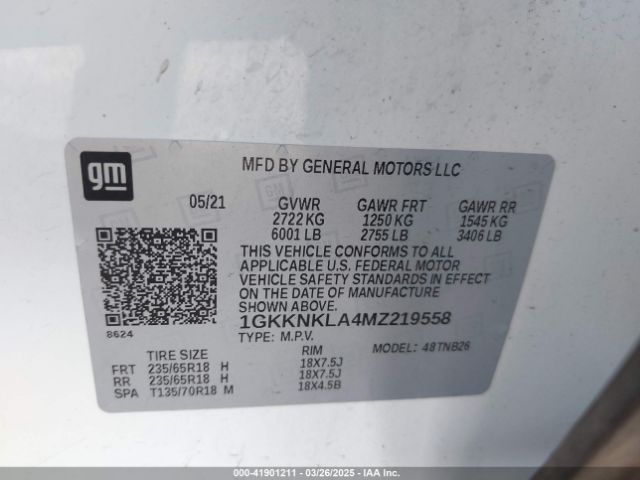 gm
MFD BY GENERAL MOTORS LLC
05/21 GVWR GAWR FRT GAWR RR
2722 KG 1250 KG 1545 KG
6001 LB 2755 LB 3406 LB
THIS VEHICLE CONFORMS TO ALL
APPLICABLE U.S. FEDERAL MOTOR
VEHICLE SAFETY STANDARDS IN EFFECT
ON THE DATE OF MANUFACTURE
SHOWN ABOVE.
8624
1GKKNKLA4MZ219558
TYPE: M.P.V. MODEL: 48TNB26
TIRE SIZE RIM
FRT 235/65R18 H 18X7.5J
RR 235/65R18 H 18X7.5J
SPA T135/70R18 M 18X4.5B
000-41901211 - 03/26/2025 - IAAI.COM